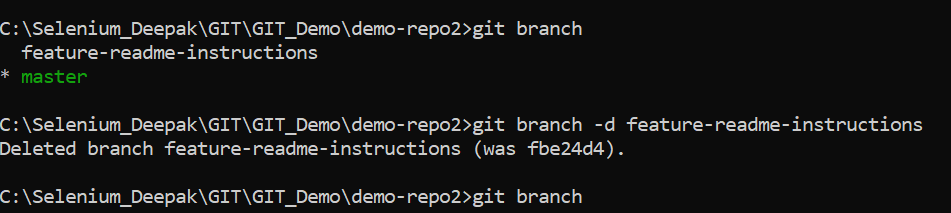 C:\Selenium_Deepak\GIT\GIT_Demo\demo-repo2>git branch
  feature-readme-instructions
* master
C:\Selenium_Deepak\GIT\GIT_Demo\demo-repo2>git branch -d feature-readme-instructions
Deleted branch feature-readme-instructions (was fbe24d4).
C:\Selenium_Deepak\GIT\GIT_Demo\demo-repo2>git branch